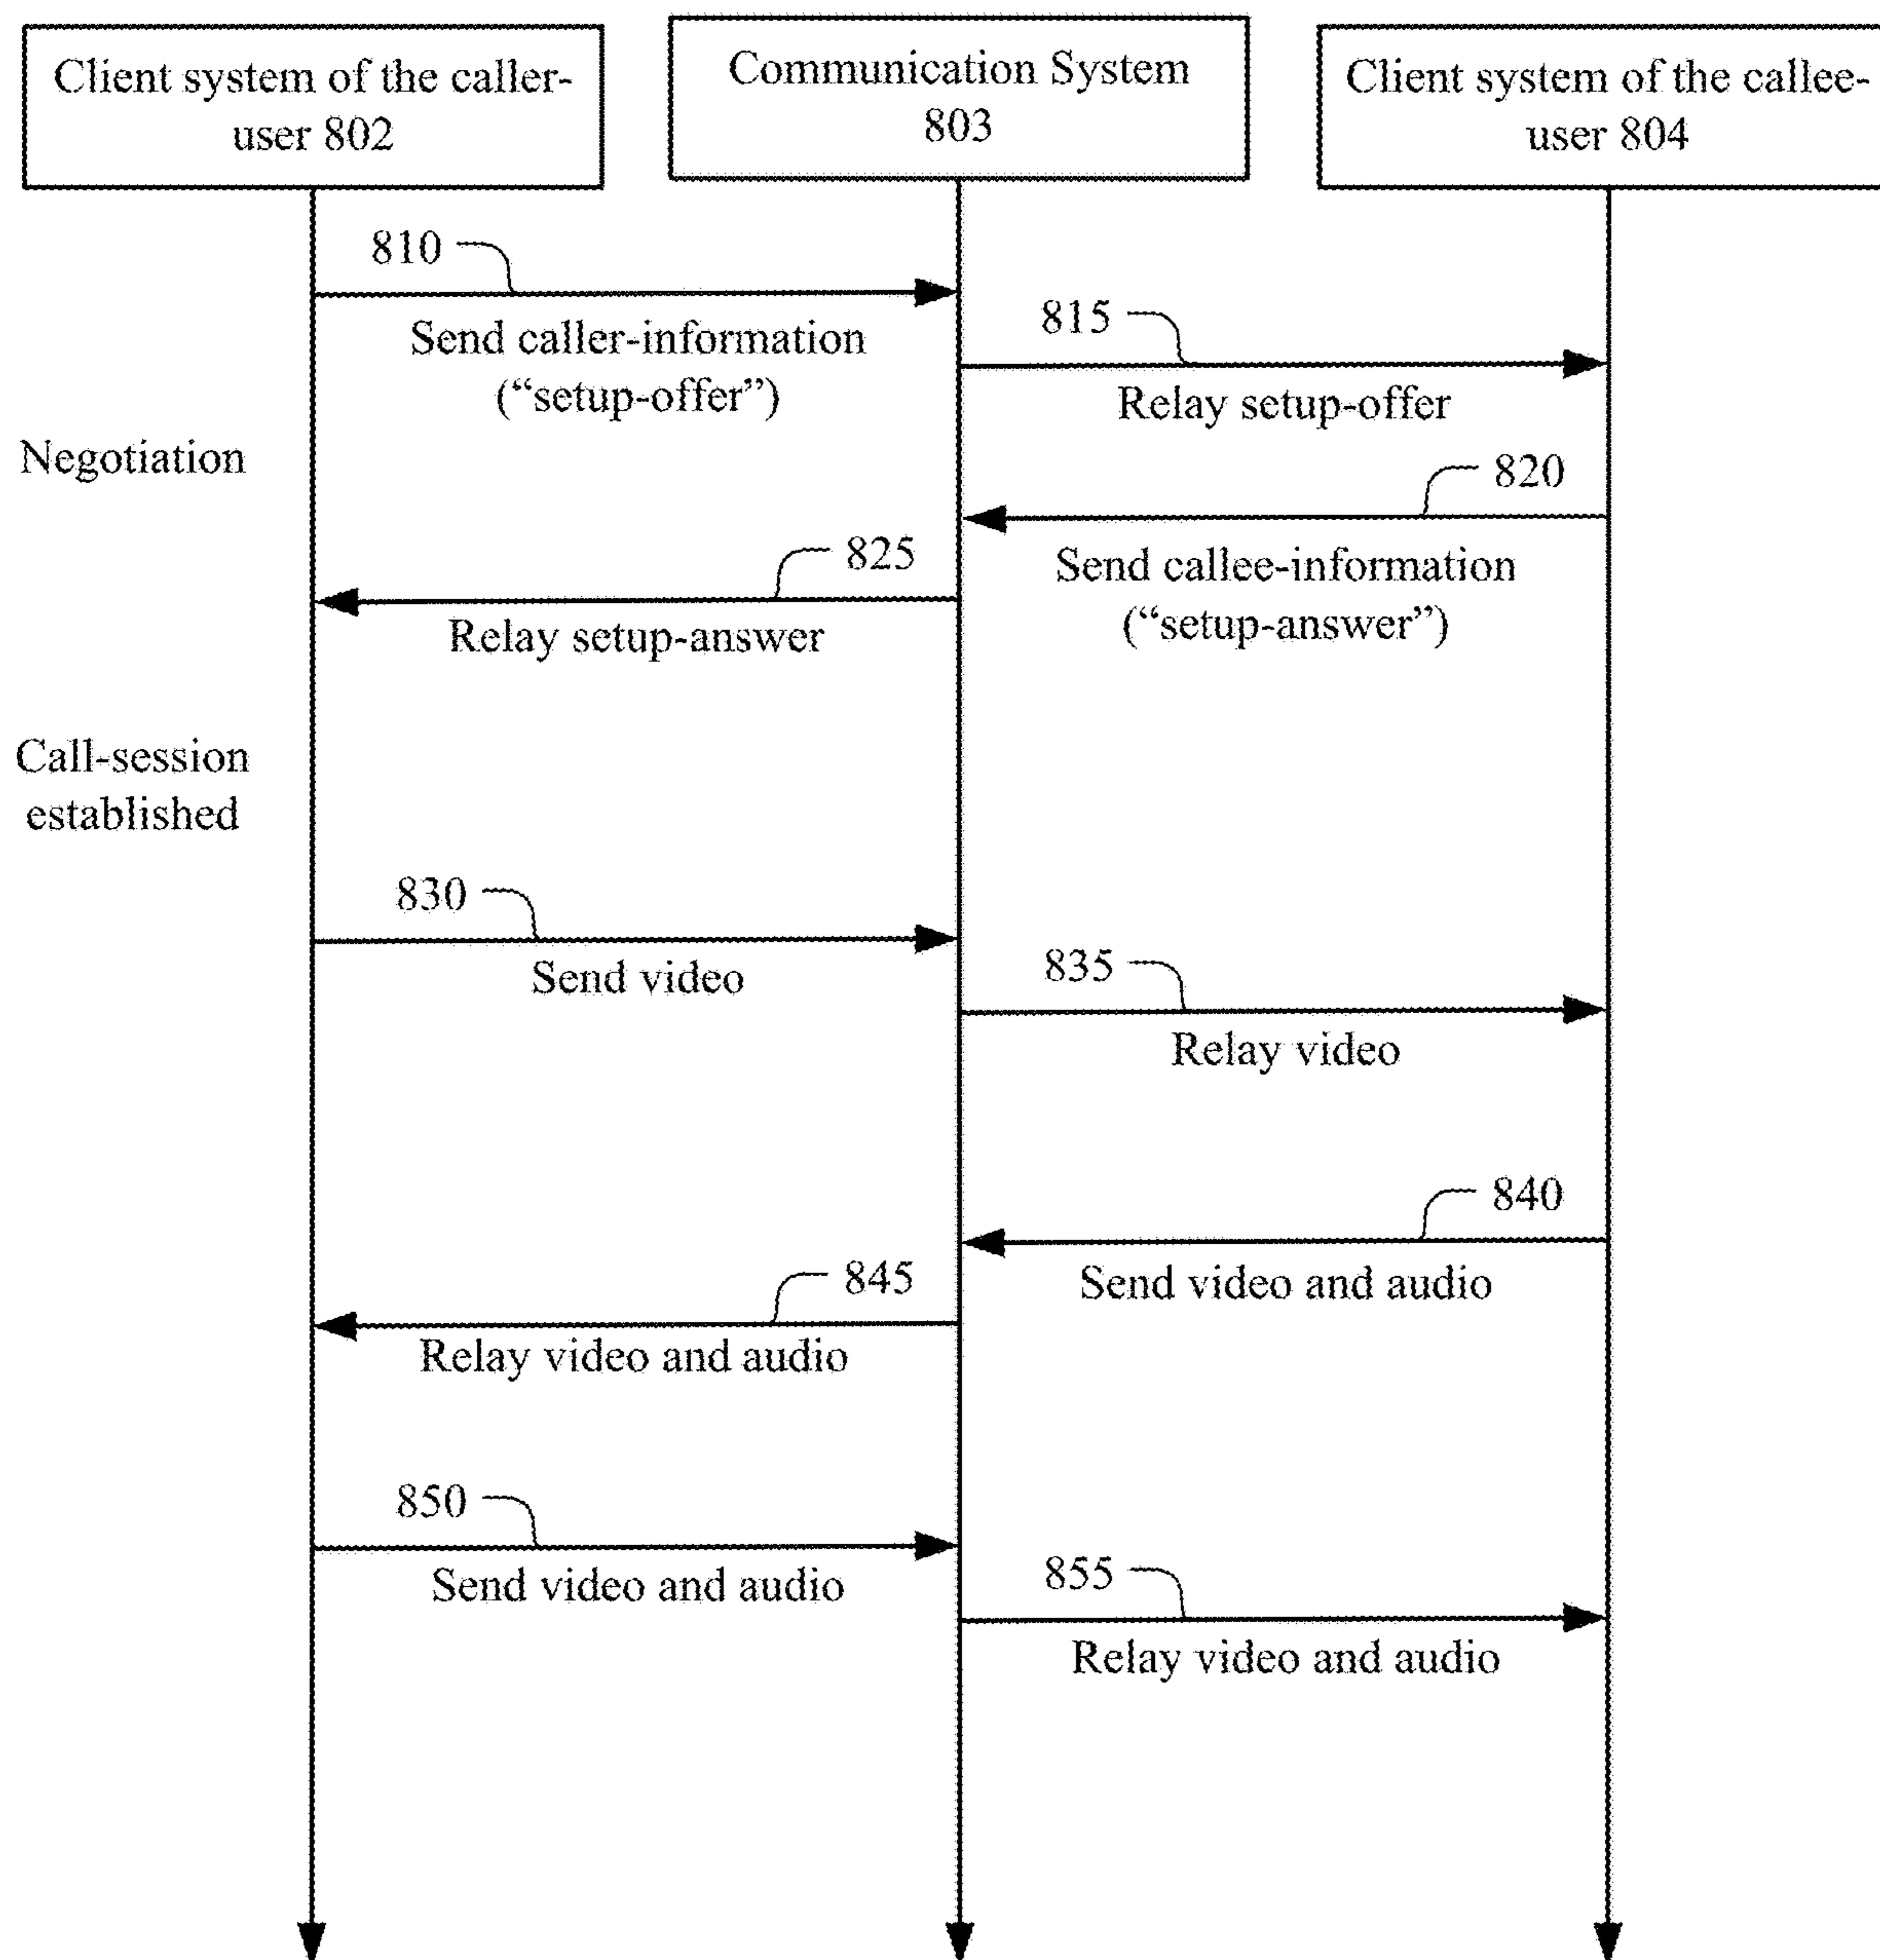 Client system of the caller-
user 802
Communication System
803
Client system of the callee-
user 804
810
Send caller-information
(“setup-offer”)
815
Relay setup-offer
Negotiation
820
Send callee-information
(“setup-answer”)
825
Relay setup-answer
Call-session
established
830
Send video
835
Relay video
840
Send video and audio
845
Relay video and audio
850
Send video and audio
855
Relay video and audio